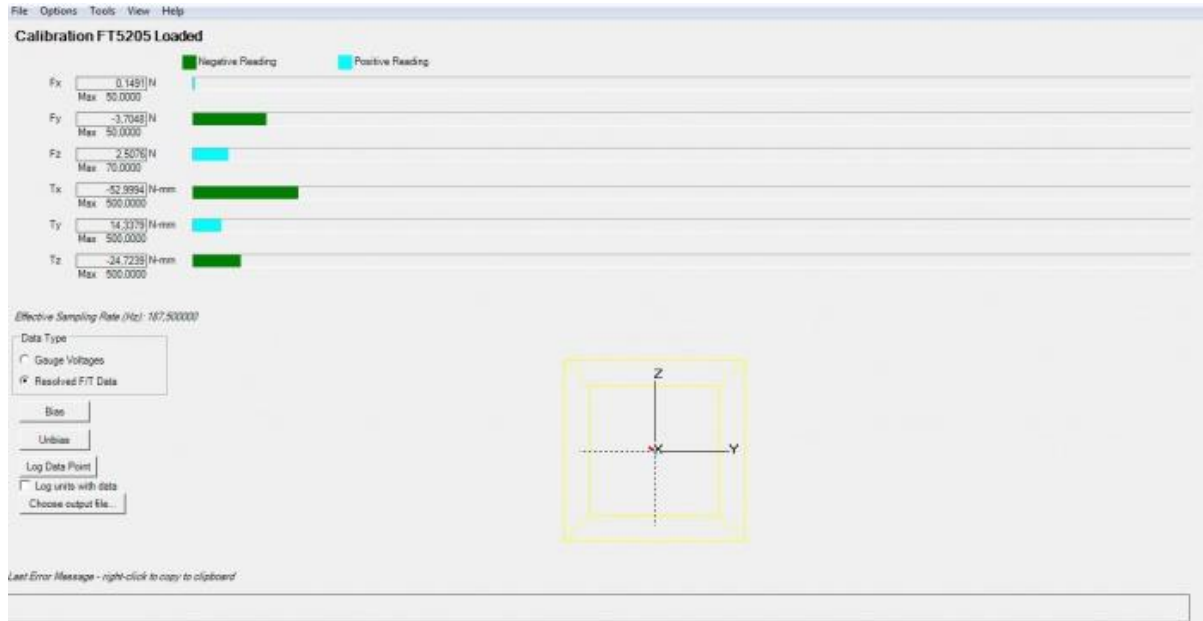 File Options Tools View Help
Calibration FT5205 Loaded
Negative Reading Positive Reading
Fx 0.1491 N
Max 50.0000
Fy -3.7048 N
Max 50.0000
Fz 2.5076 N
Max 70.0000
Tx -52.9994 N-mm
Max 500.0000
Ty 14.3379 N-mm
Max 500.0000
Tz -24.7239 N-mm
Max 500.0000
Effective Sampling Rate (Hz): 187.500000
Data Type
Gauge Voltages
Resolved F/T Data
Bias
Unbias
Log Data Point
Log units with data
Choose output file...
Z
X Y
Last Error Message - right-click to copy to clipboard